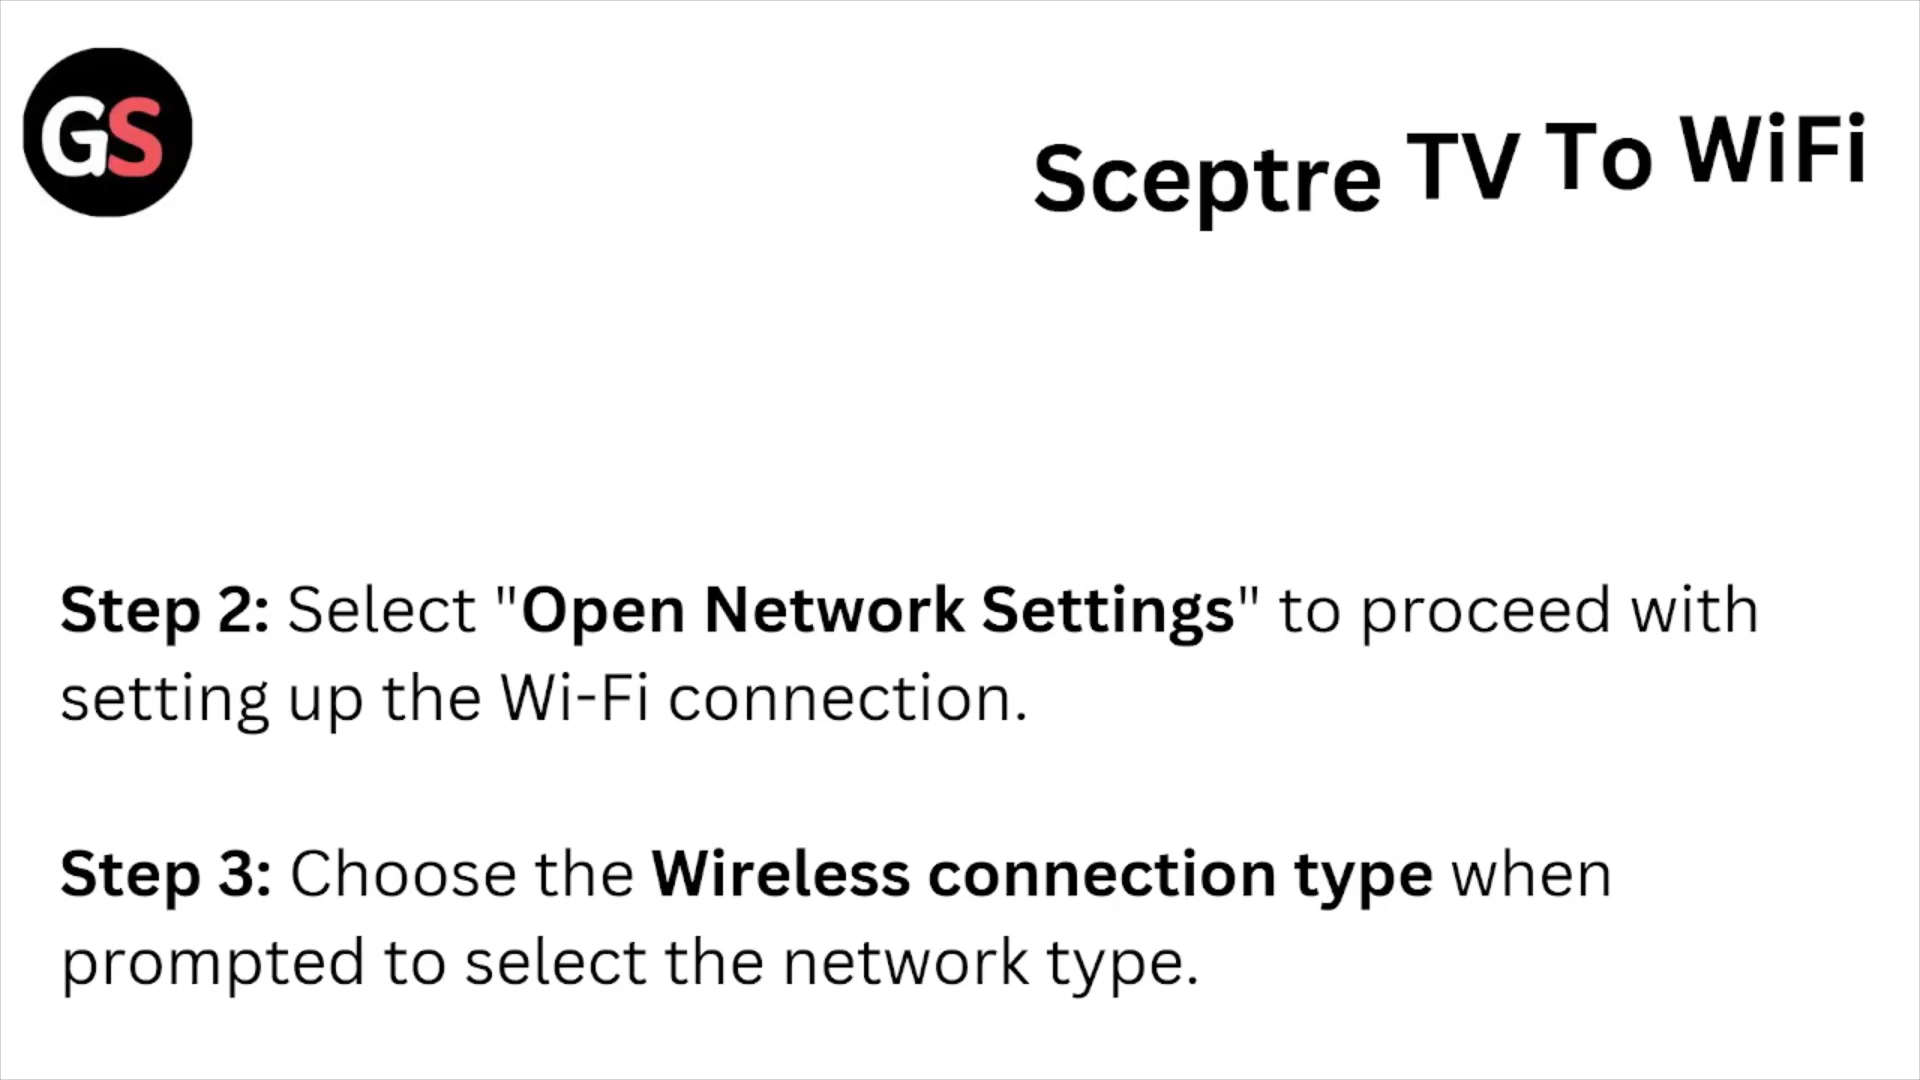 GS
Sceptre TV To WiFi
Step 2: Select "Open Network Settings" to proceed with
setting up the Wi-Fi connection.
Step 3: Choose the Wireless connection type when
prompted to select the network type.